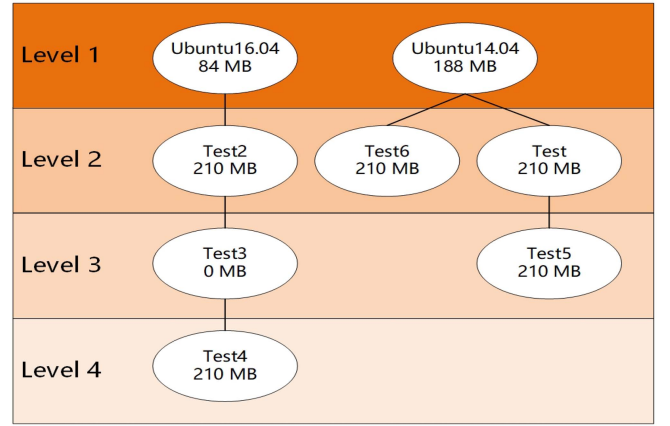 Level 1
Ubuntu16.04
84 MB
Ubuntu14.04
188 MB
Level 2
Test2
210 MB
Test6
210 MB
Test
210 MB
Level 3
Test3
0 MB
Test5
210 MB
Level 4
Test4
210 MB